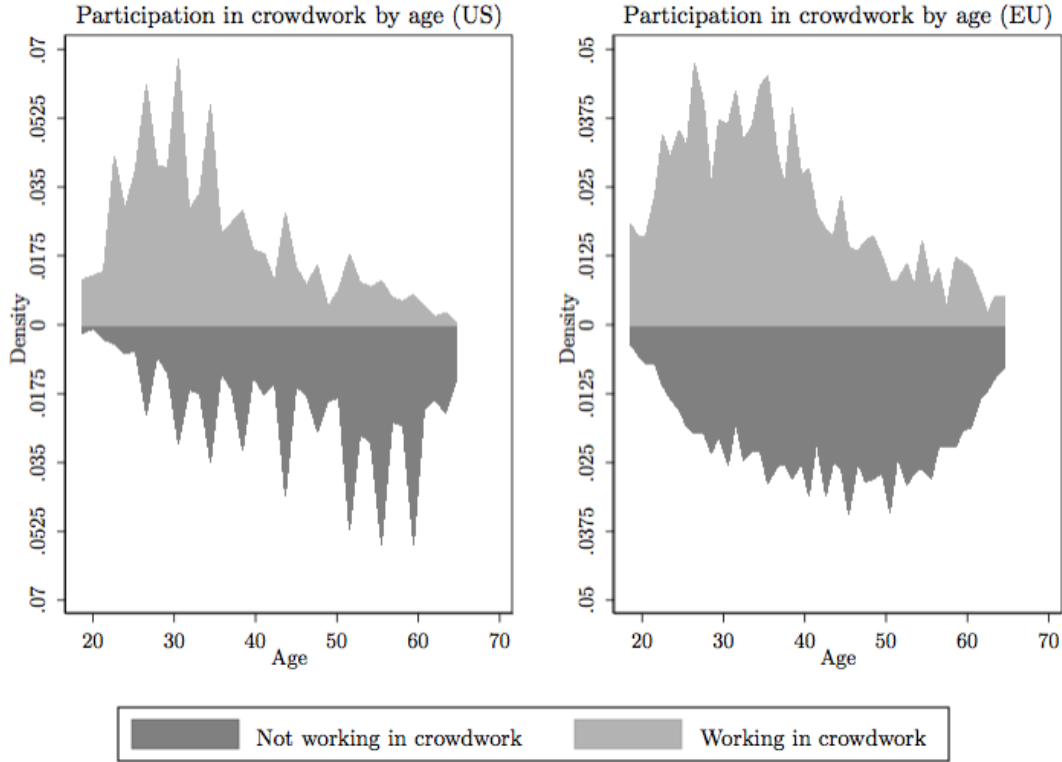 Participation in crowdwork by age (US)
.07
.0525
.035
.0175
0
.0175
.035
.0525
.07
Density
20 30 40 50 60 70
Age
Participation in crowdwork by age (EU)
.05
.0375
.025
.0125
0
.0125
.025
.0375
.05
Density
20 30 40 50 60 70
Age
Not working in crowdwork
Working in crowdwork